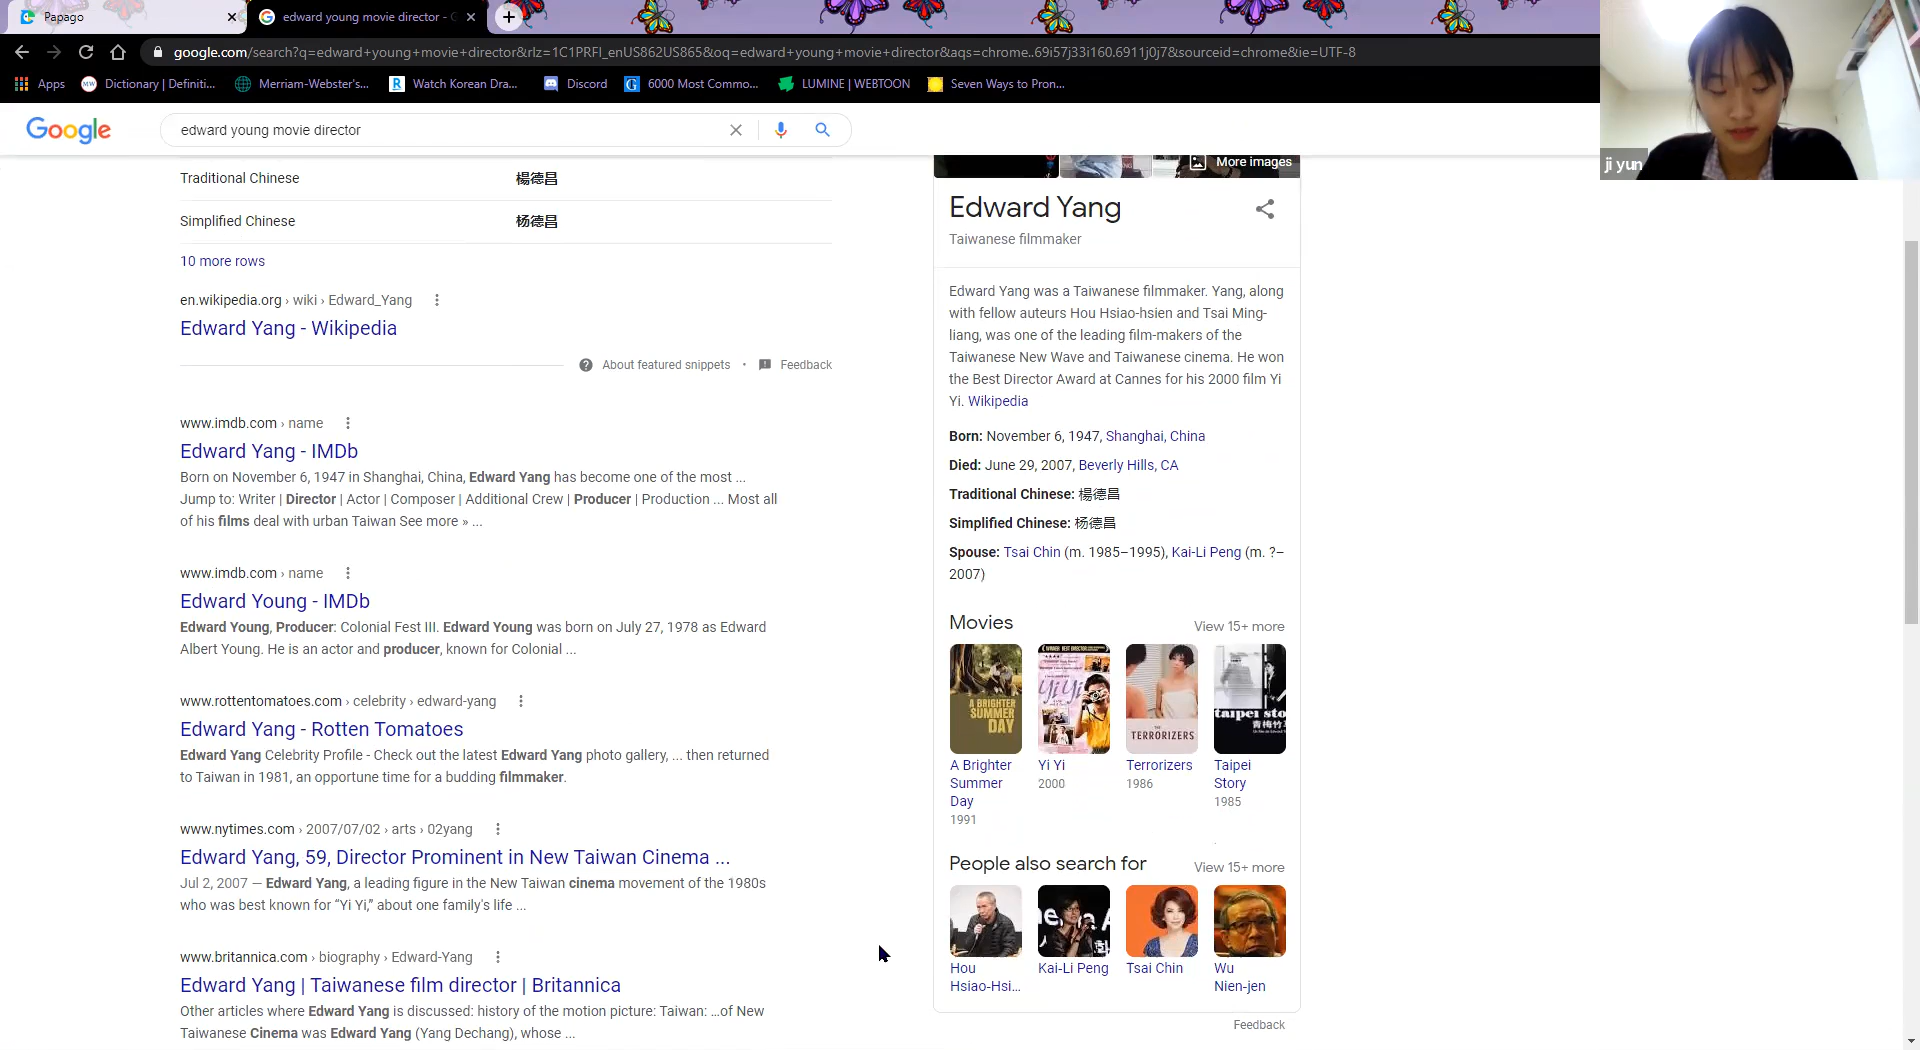 Papago
edward young movie director - G
google.com/search?q=edward+young+movie+director&rlz=1C1PRFI_enUS862US865&oq=edward+young+movie+director&aqs=chrome..69i57j33i160.6911j0j7&sourceid=chrome&ie=UTF-8
Apps Dictionary | Definiti... Merriam-Webster's... Watch Korean Dra... Discord 6000 Most Commo... LUMINE | WEBTOON Seven Ways to Pron...
ji yun
Google
edward young movie director
Traditional Chinese 楊德昌
Simplified Chinese 杨德昌
10 more rows
en.wikipedia.org › wiki › Edward_Yang
Edward Yang - Wikipedia
About featured snippets • Feedback
www.imdb.com › name
Edward Yang - IMDb
Born on November 6, 1947 in Shanghai, China, Edward Yang has become one of the most ...
Jump to: Writer | Director | Actor | Composer | Additional Crew | Producer | Production ... Most all
of his films deal with urban Taiwan See more » ...
www.imdb.com › name
Edward Young - IMDb
Edward Young, Producer: Colonial Fest III. Edward Young was born on July 27, 1978 as Edward
Albert Young. He is an actor and producer, known for Colonial ...
www.rottentomatoes.com › celebrity › edward-yang
Edward Yang - Rotten Tomatoes
Edward Yang Celebrity Profile - Check out the latest Edward Yang photo gallery, ... then returned
to Taiwan in 1981, an opportune time for a budding filmmaker.
www.nytimes.com › 2007/07/02 › arts › 02yang
Edward Yang, 59, Director Prominent in New Taiwan Cinema ...
Jul 2, 2007 — Edward Yang, a leading figure in the New Taiwan cinema movement of the 1980s
who was best known for “Yi Yi,” about one family's life ...
www.britannica.com › biography › Edward-Yang
Edward Yang | Taiwanese film director | Britannica
Other articles where Edward Yang is discussed: history of the motion picture: Taiwan: ...of New
Taiwanese Cinema was Edward Yang (Yang Dechang), whose ...
More images
Edward Yang
Taiwanese filmmaker
Edward Yang was a Taiwanese filmmaker. Yang, along
with fellow auteurs Hou Hsiao-hsien and Tsai Ming-
liang, was one of the leading film-makers of the
Taiwanese New Wave and Taiwanese cinema. He won
the Best Director Award at Cannes for his 2000 film Yi
Yi. Wikipedia
Born: November 6, 1947, Shanghai, China
Died: June 29, 2007, Beverly Hills, CA
Traditional Chinese: 楊德昌
Simplified Chinese: 杨德昌
Spouse: Tsai Chin (m. 1985–1995), Kai-Li Peng (m. ?–
2007)
Movies View 15+ more
A BRIGHTER
SUMMER
DAY
yi yi
THE
TERRORIZERS
taipei sto
A Brighter
Summer
Day
1991
Yi Yi
2000
Terrorizers
1986
Taipei
Story
1985
People also search for View 15+ more
Hou
Hsiao-Hsi...
Kai-Li Peng
Tsai Chin
Wu
Nien-jen
Feedback